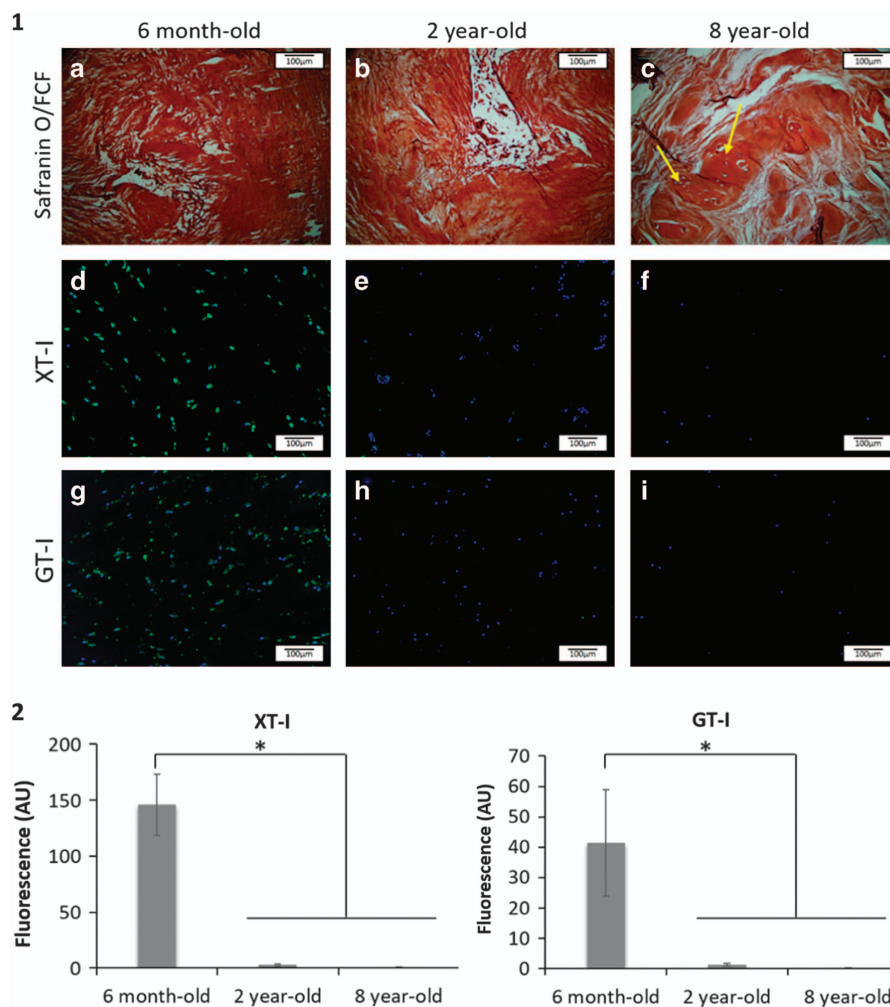 1
6 month-old 2 year-old 8 year-old
Safranin O/FCF
a 100µm b 100µm c 100µm
XT-I
d 100µm e 100µm f 100µm
GT-I
g 100µm h 100µm i 100µm
2
XT-I
Fluorescence (AU)
200
150
100
50
0
*
6 month-old 2 year-old 8 year-old
GT-I
Fluorescence (AU)
70
60
50
40
30
20
10
0
*
6 month-old 2 year-old 8 year-old